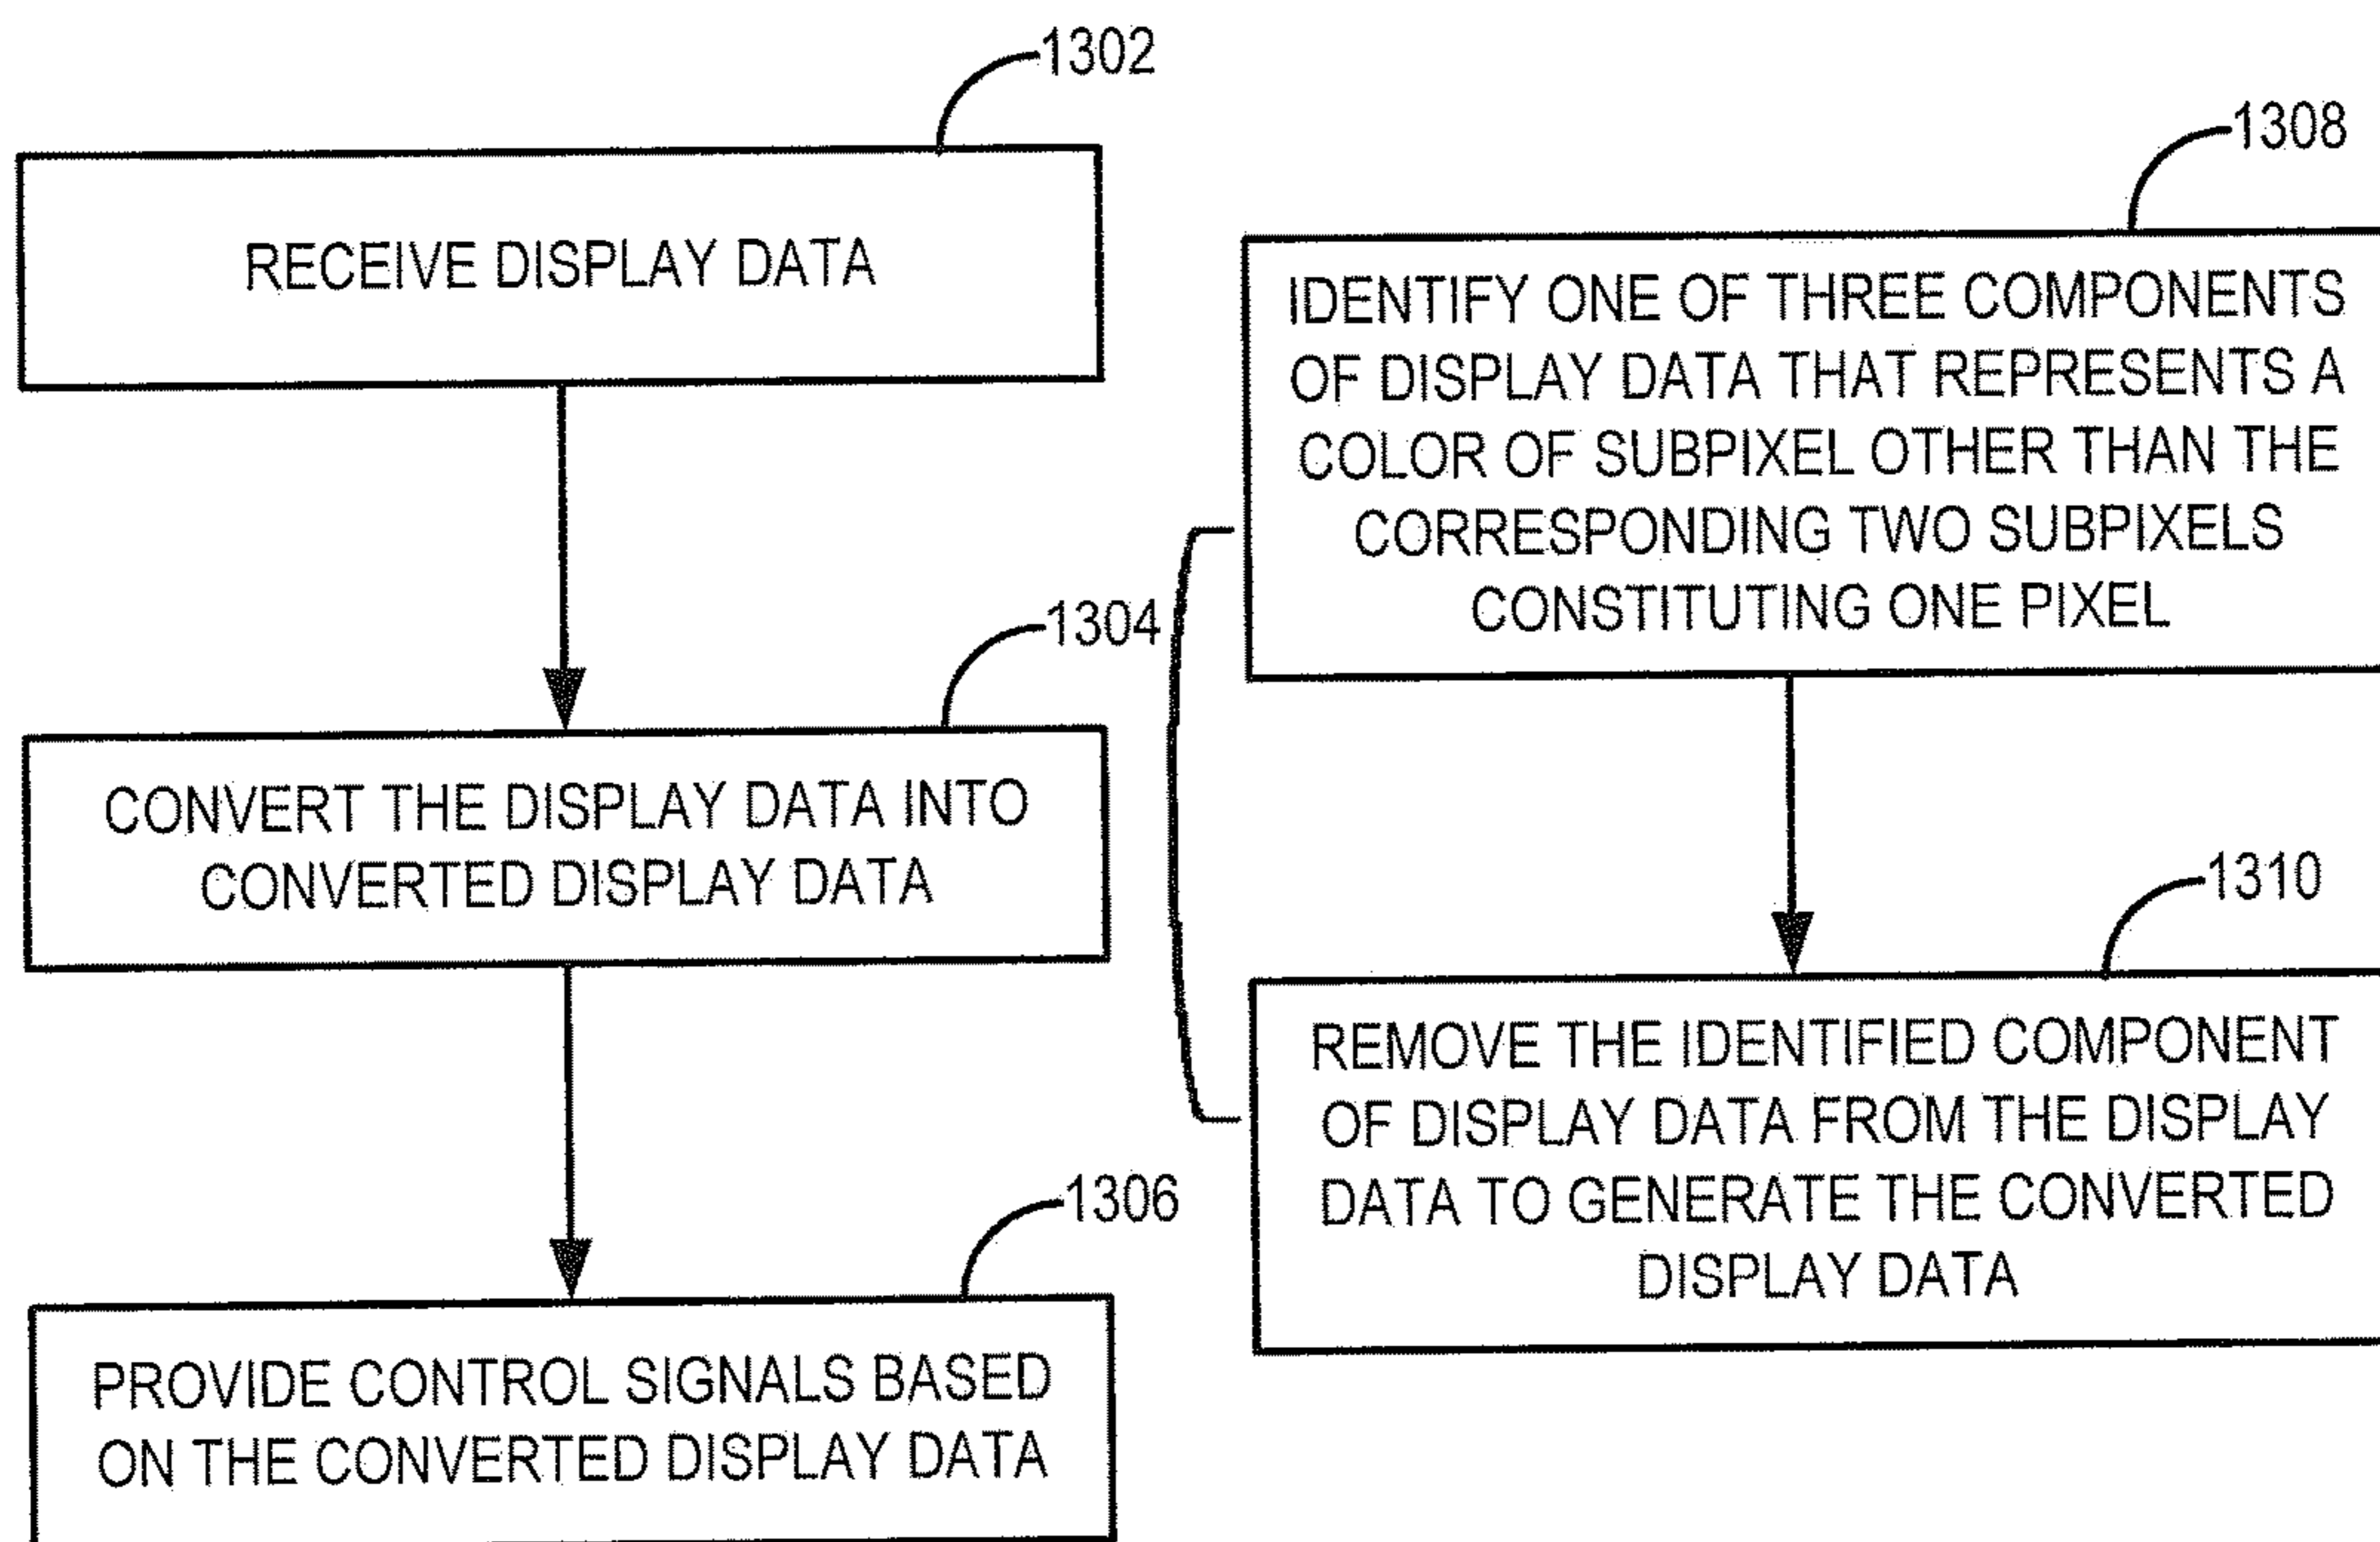 1302
RECEIVE DISPLAY DATA
1304
CONVERT THE DISPLAY DATA INTO
CONVERTED DISPLAY DATA
1306
PROVIDE CONTROL SIGNALS BASED
ON THE CONVERTED DISPLAY DATA
1308
IDENTIFY ONE OF THREE COMPONENTS
OF DISPLAY DATA THAT REPRESENTS A
COLOR OF SUBPIXEL OTHER THAN THE
CORRESPONDING TWO SUBPIXELS
CONSTITUTING ONE PIXEL
1310
REMOVE THE IDENTIFIED COMPONENT
OF DISPLAY DATA FROM THE DISPLAY
DATA TO GENERATE THE CONVERTED
DISPLAY DATA